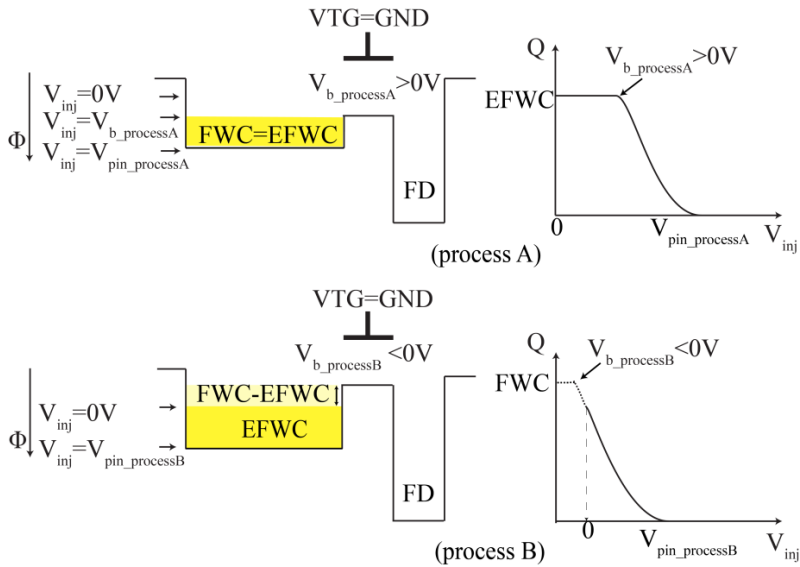 VTG=GND
V_inj=0V
V_inj=V_b_processA
V_inj=V_pin_processA
Φ
V_b_processA>0V
FWC=EFWC
FD
Q
V_b_processA>0V
EFWC
0
V_pin_processA
V_inj
(process A)
VTG=GND
V_b_processB<0V
FWC-EFWC
V_inj=0V
EFWC
Φ
V_inj=V_pin_processB
FD
Q
V_b_processB<0V
FWC
0
V_pin_processB
V_inj
(process B)